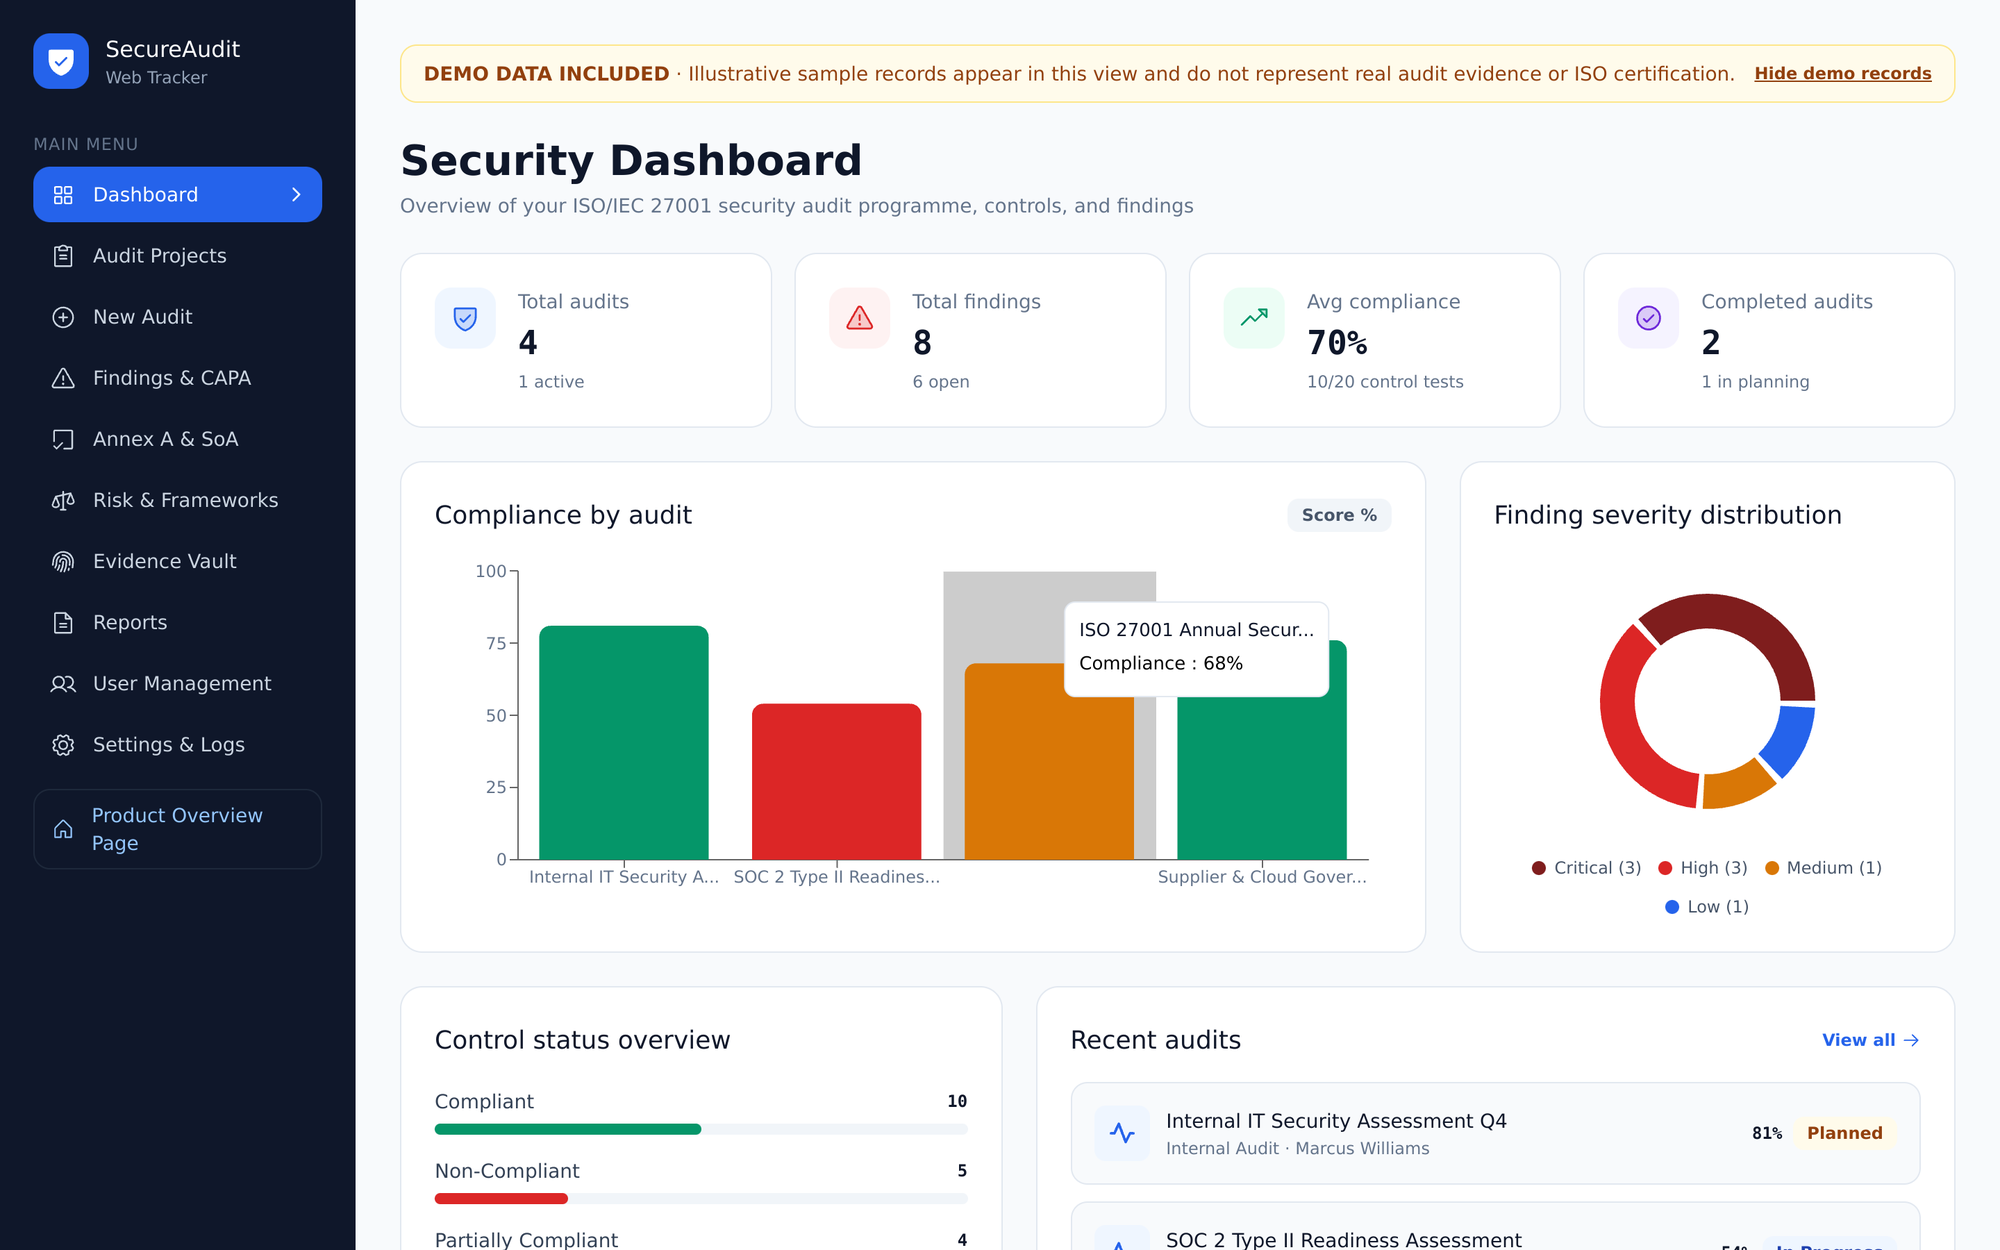 SecureAudit
Web Tracker
MAIN MENU
Dashboard
Audit Projects
New Audit
Findings & CAPA
Annex A & SoA
Risk & Frameworks
Evidence Vault
Reports
User Management
Settings & Logs
Product Overview
Page
DEMO DATA INCLUDED · Illustrative sample records appear in this view and do not represent real audit evidence or ISO certification. Hide demo records
Security Dashboard
Overview of your ISO/IEC 27001 security audit programme, controls, and findings
Total audits
4
1 active
Total findings
8
6 open
Avg compliance
70%
10/20 control tests
Completed audits
2
1 in planning
Compliance by audit
Score %
100
75
50
25
0
ISO 27001 Annual Secur...
Compliance : 68%
Internal IT Security A... SOC 2 Type II Readines... Supplier & Cloud Gover...
Finding severity distribution
Critical (3) High (3) Medium (1)
Low (1)
Control status overview
Compliant 10
Non-Compliant 5
Partially Compliant 4
Recent audits
View all
Internal IT Security Assessment Q4
Internal Audit · Marcus Williams
81% Planned
SOC 2 Type II Readiness Assessment
54% In Progress